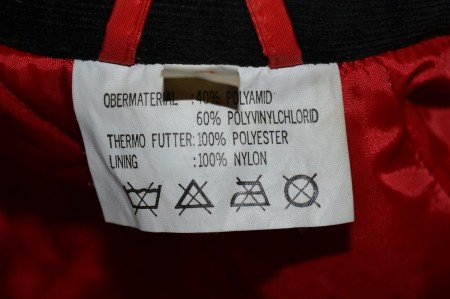 OBERMATERIAL :40% POLYAMID
60% POLYVINYLCHLORID
THERMO FUTTER:100% POLYESTER
LINING :100% NYLON